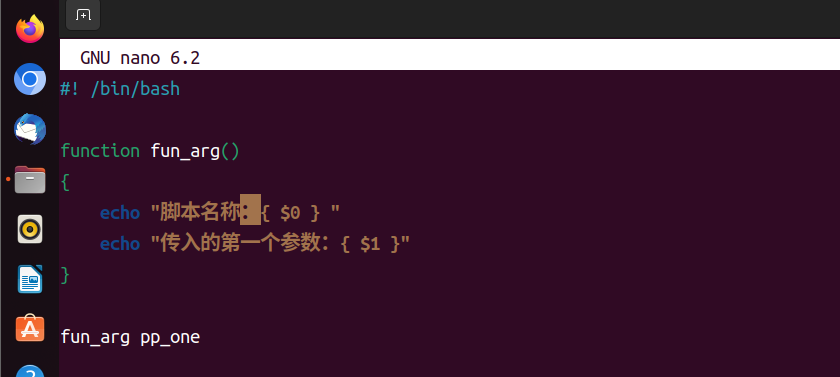 GNU nano 6.2
#! /bin/bash
function fun_arg()
{
echo "脚本名称：{ $0 } "
echo "传入的第一个参数：{ $1 }"
}
fun_arg pp_one